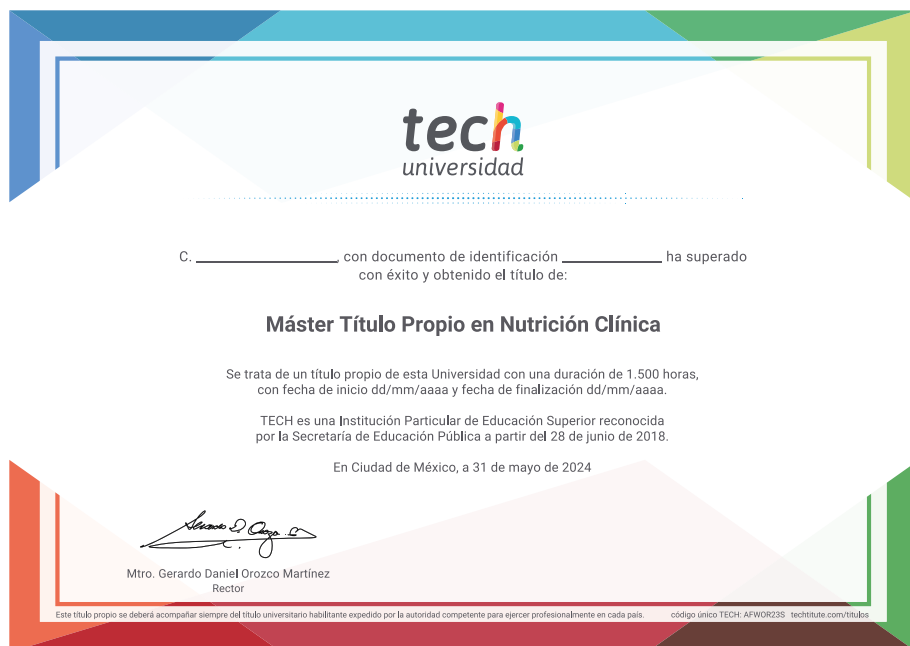 tech
universidad
C. ____________________, con documento de identificación ______________ ha superado
con éxito y obtenido el título de:
Máster Título Propio en Nutrición Clínica
Se trata de un título propio de esta Universidad con una duración de 1.500 horas,
con fecha de inicio dd/mm/aaaa y fecha de finalización dd/mm/aaaa.
TECH es una Institución Particular de Educación Superior reconocida
por la Secretaría de Educación Pública a partir del 28 de junio de 2018.
En Ciudad de México, a 31 de mayo de 2024
Mtro. Gerardo Daniel Orozco Martínez
Rector
Este título propio se deberá acompañar siempre del título universitario habilitante expedido por la autoridad competente para ejercer profesionalmente en cada país. código único TECH: AFWOR23S techtitute.com/titulos